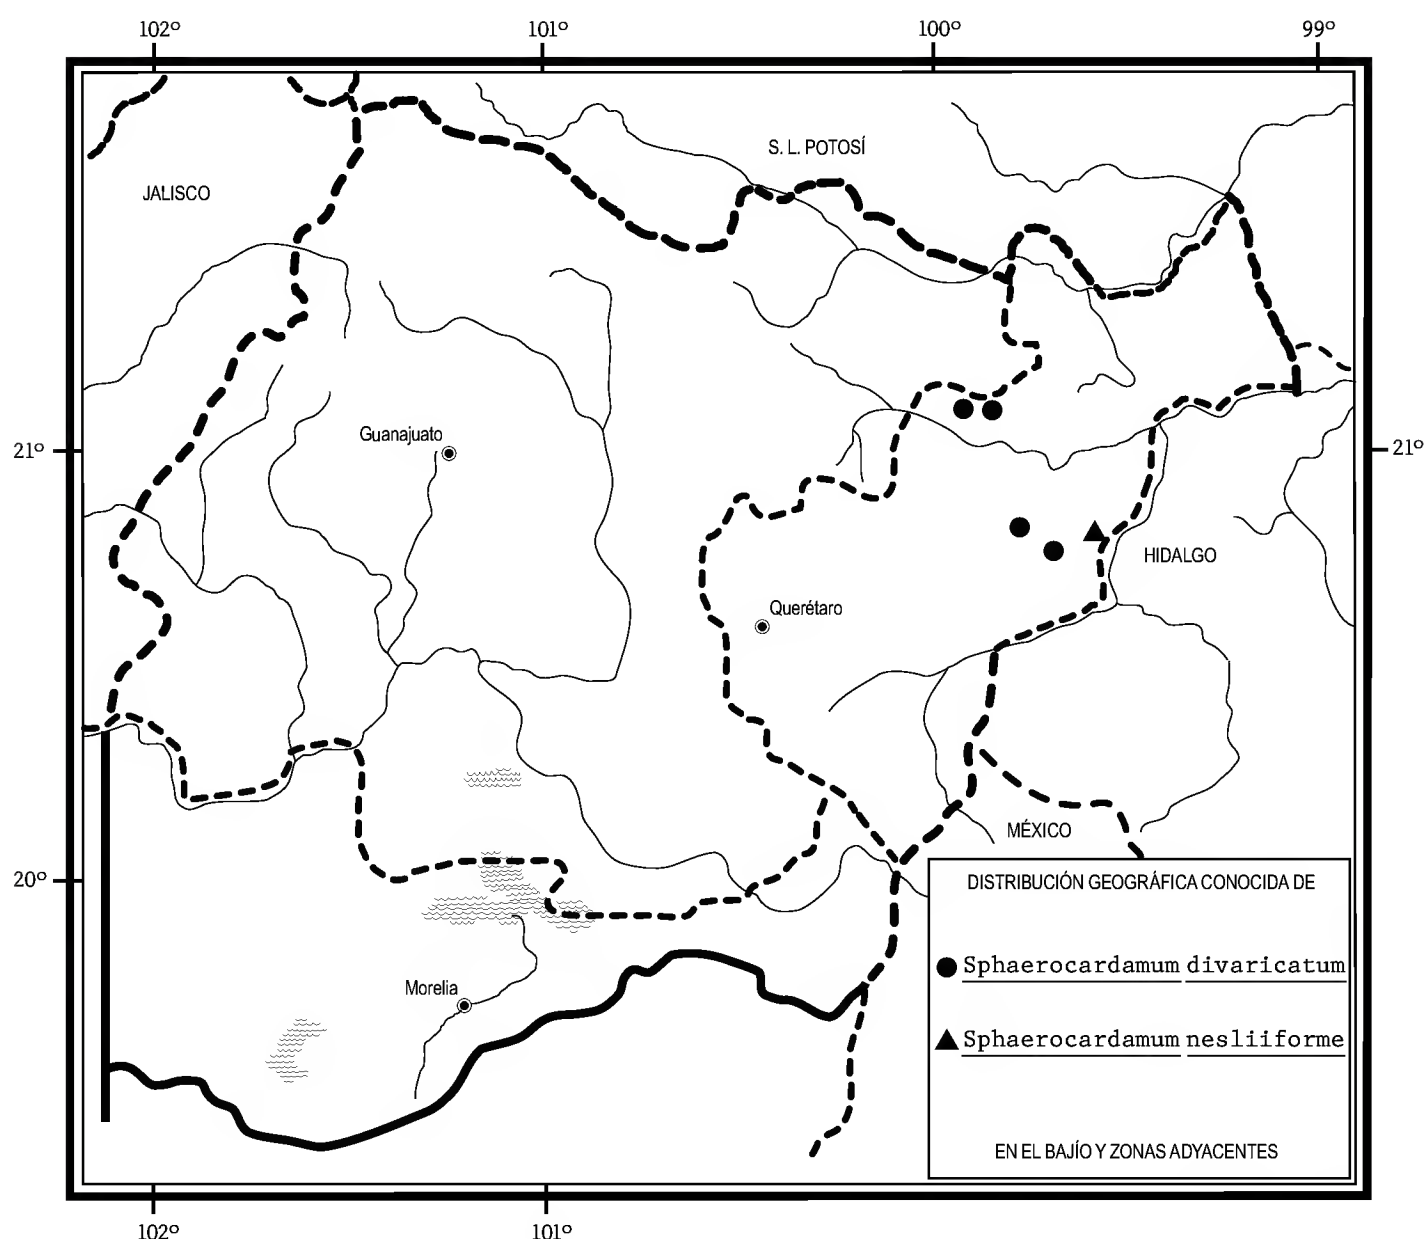 102º 101º 100º 99º
S. L. POTOSÍ
JALISCO
Guanajuato
21º 21º
HIDALGO
Querétaro
MÉXICO
20º
DISTRIBUCIÓN GEOGRÁFICA CONOCIDA DE
Sphaerocardamum divaricatum
Morelia
Sphaerocardamum nesliiforme
EN EL BAJÍO Y ZONAS ADYACENTES
102º 101º